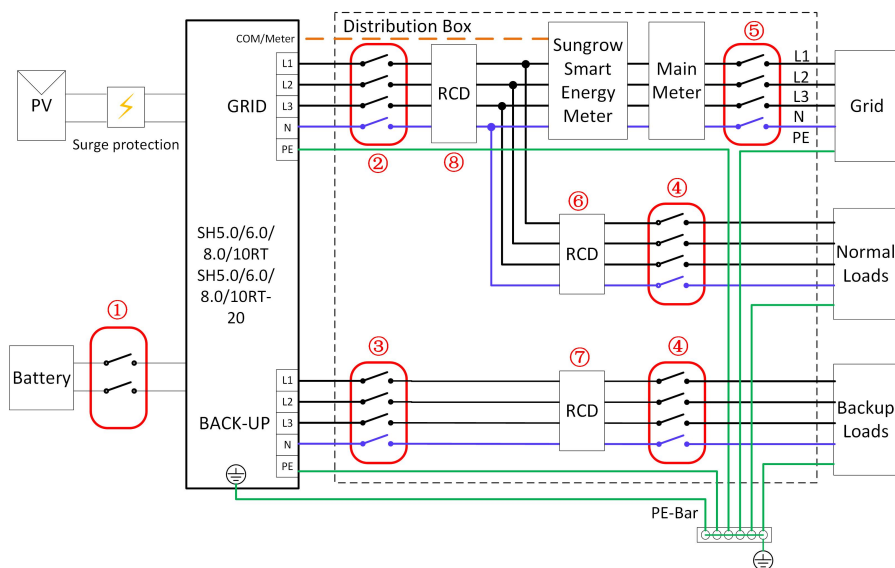 Distribution Box
COM/Meter
⑤
L1
L2
L3
N
PE
GRID
PV
Surge protection
RCD
Sungrow
Smart
Energy
Meter
Main
Meter
L1
L2
L3
N
PE
Grid
②
⑧
⑥
④
SH5.0/6.0/
8.0/10RT
SH5.0/6.0/
8.0/10RT-
20
RCD
Normal
Loads
①
③
⑦
④
Battery
L1
L2
L3
N
PE
BACK-UP
RCD
Backup
Loads
PE-Bar